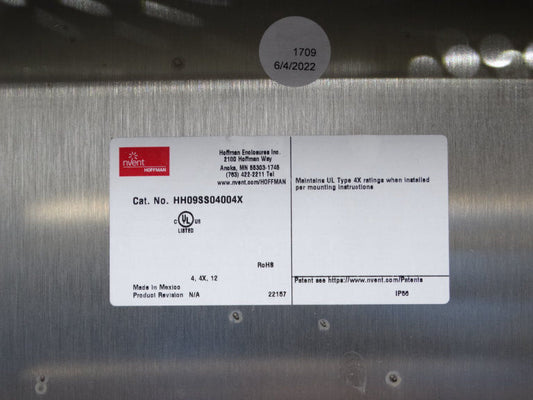 1709
6/4/2022
nvent
HOFFMAN
Hoffman Enclosures Inc.
2100 Hoffman Way
Anoka, MN 55303-1745
(763) 422-2211 Tel
www.nvent.com/HOFFMAN
Cat. No. HH09SS04004X
C UL US
LISTED
RoHS
4, 4X, 12
Made in Mexico
Product Revision N/A
22157
Maintains UL Type 4X ratings when installed
per mounting instructions
Patent see https://www.nvent.com/Patents
IP66